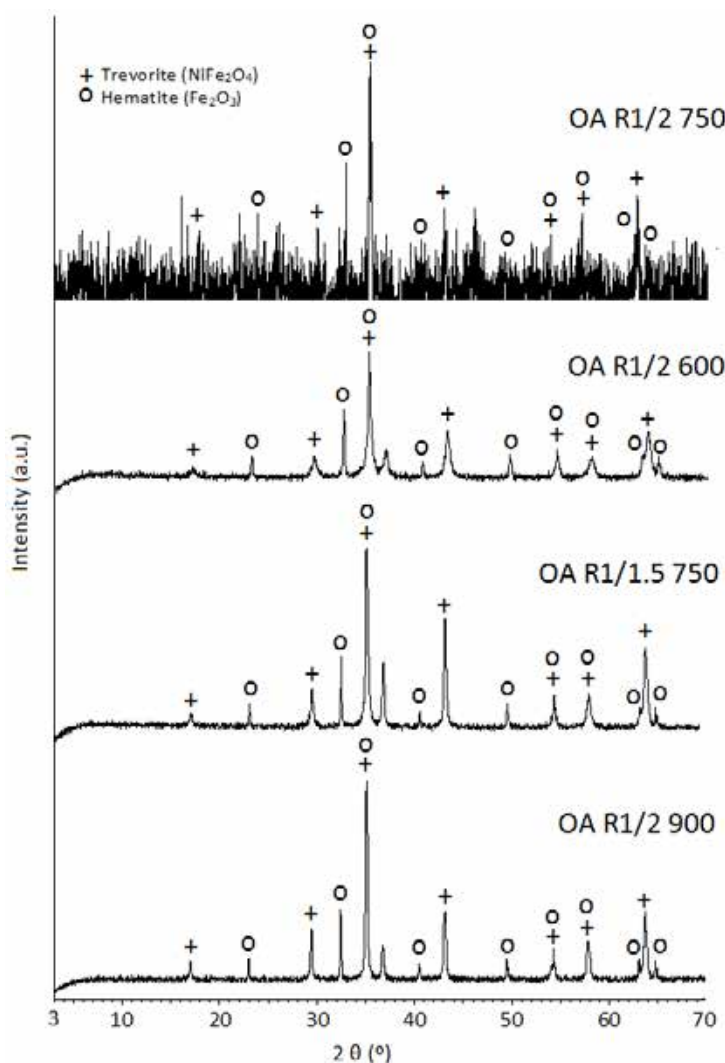 + Trevorite (NiFe₂O₄)
o Hematite (Fe₂O₃)
OA R1/2 750
OA R1/2 600
OA R1/1.5 750
OA R1/2 900
Intensity (a.u.)
3 10 20 30 40 50 60 70
2 θ (º)